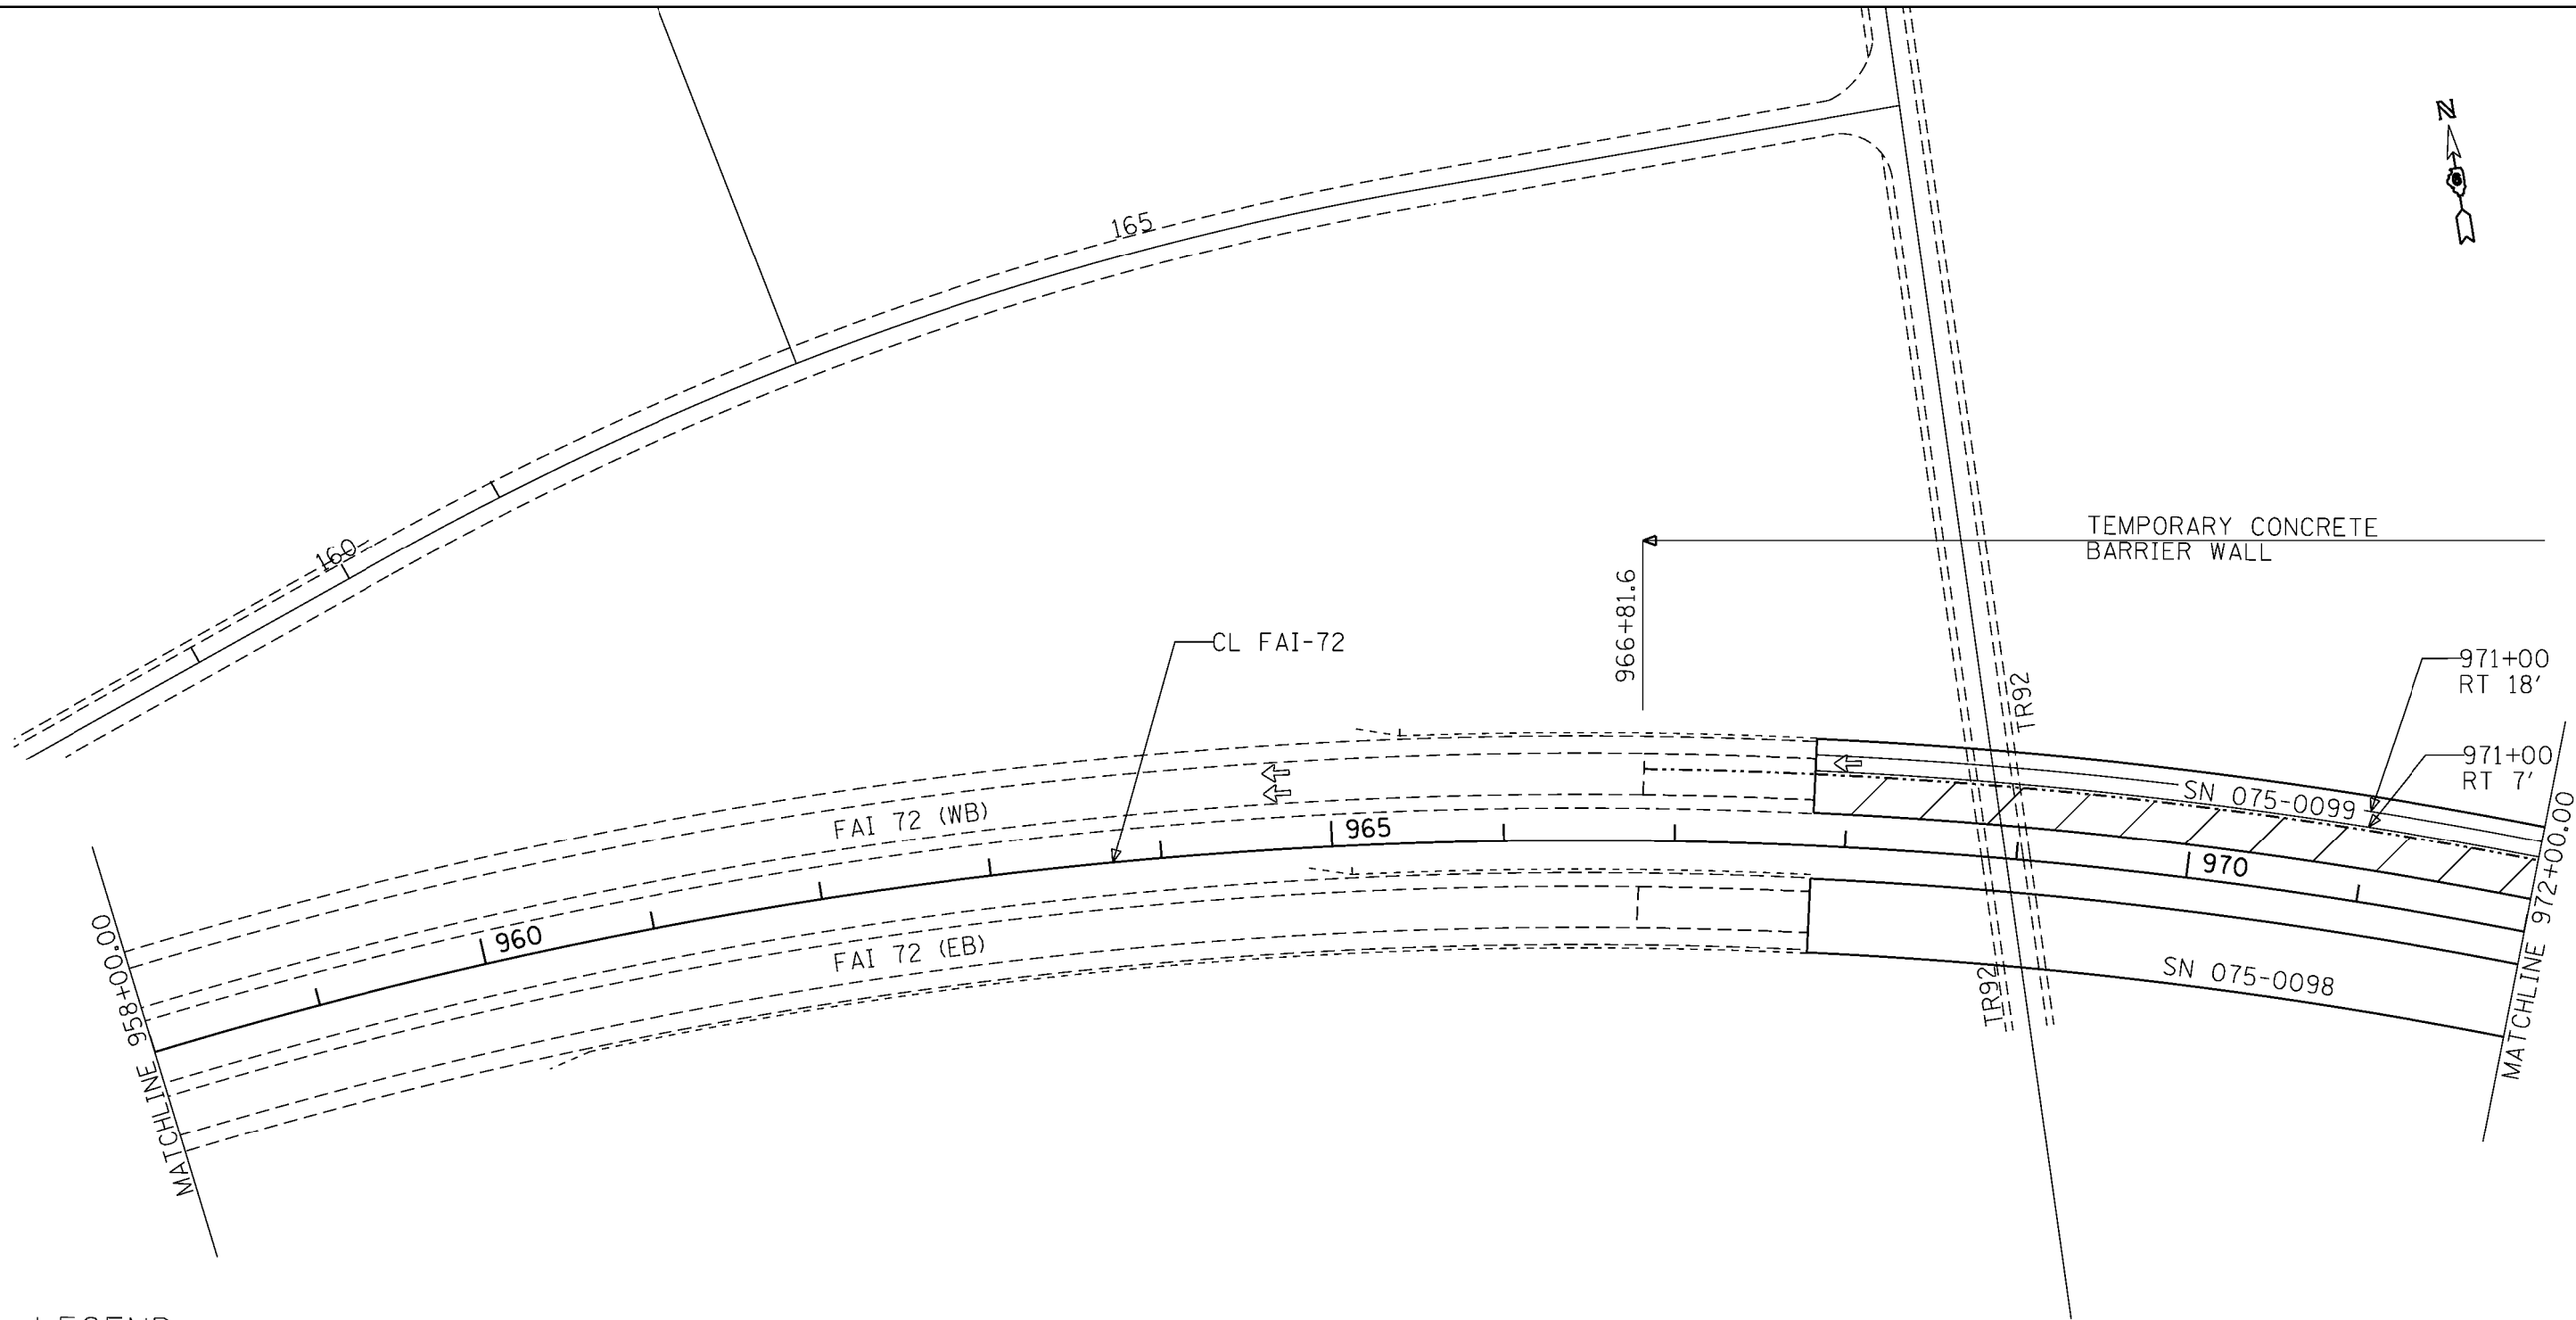 N
6
165
160
TEMPORARY CONCRETE
BARRIER WALL
966+81.6
CL FAI-72
971+00
RT 18'
TR92
971+00
RT 7'
SN 075-0099
FAI 72 (WB)
965
970
960
FAI 72 (EB)
SN 075-0098
TR92
MATCHLINE 958+00.00
MATCHLINE 972+00.00
LEGEND